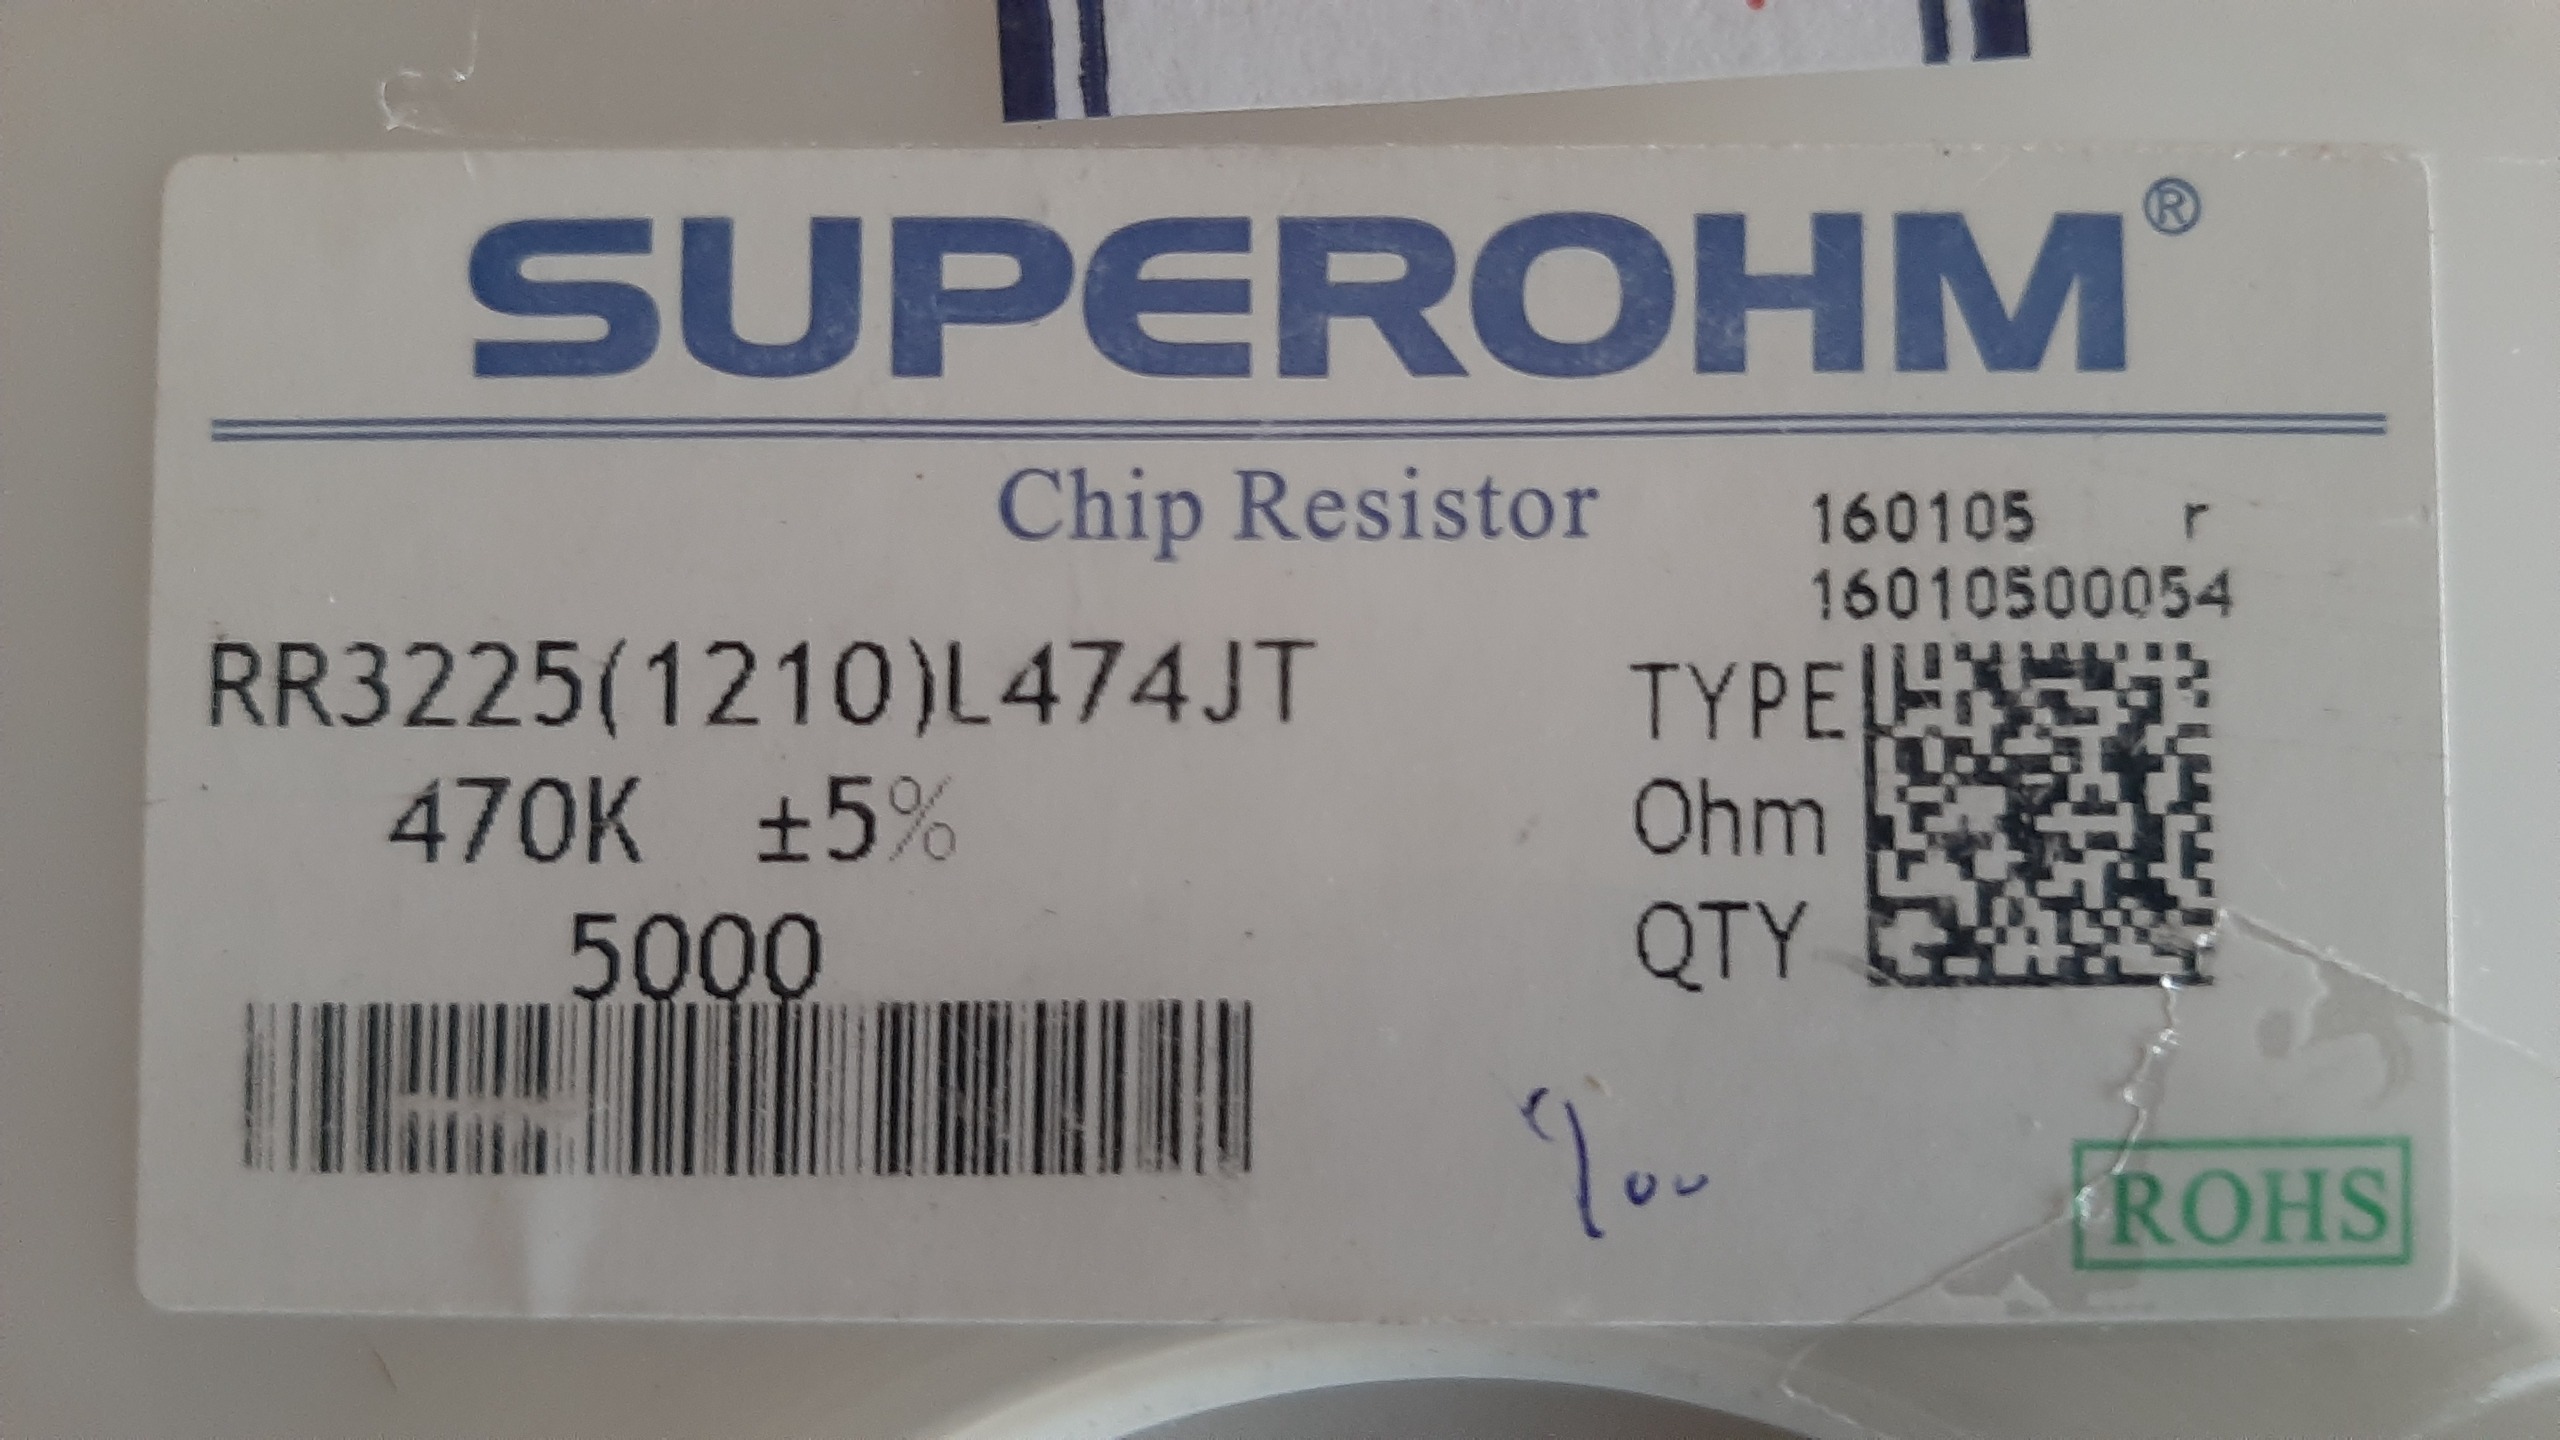 SUPEROHM®
Chip Resistor
160105 r
16010500054
RR3225(1210)L474JT TYPE
470K ±5% Ohm
5000 QTY
ROHS